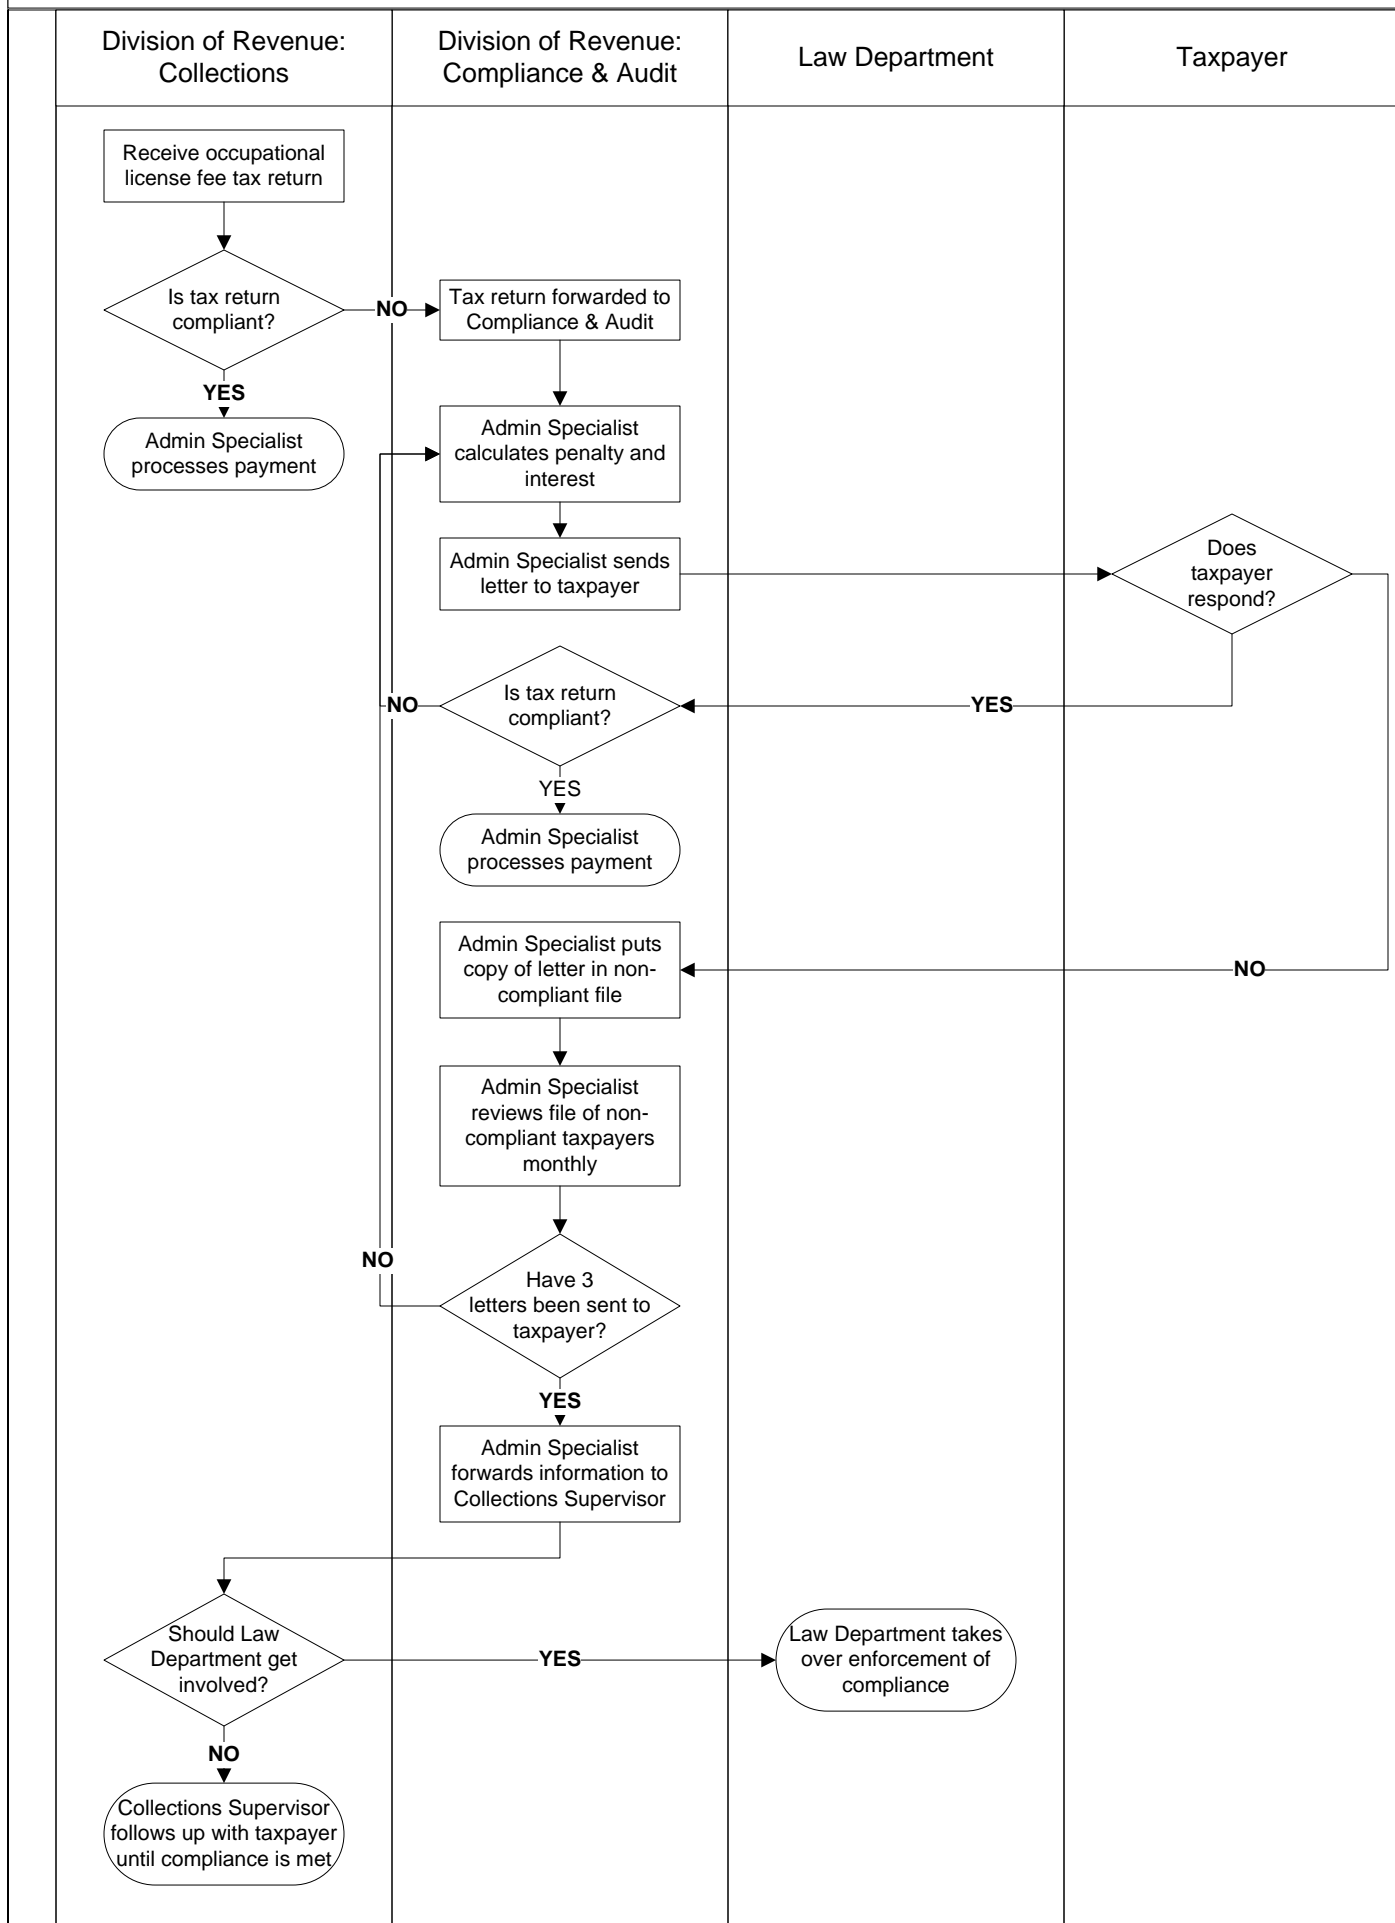 Division of Revenue:
Collections
Division of Revenue:
Compliance & Audit
Law Department
Taxpayer
Receive occupational
license fee tax return
Is tax return
compliant?
NO
Tax return forwarded to
Compliance & Audit
YES
Admin Specialist
processes payment
Admin Specialist
calculates penalty and
interest
Admin Specialist sends
letter to taxpayer
Does
taxpayer
respond?
NO
Is tax return
compliant?
YES
YES
Admin Specialist
processes payment
Admin Specialist puts
copy of letter in non-
compliant file
NO
Admin Specialist
reviews file of non-
compliant taxpayers
monthly
NO
Have 3
letters been sent to
taxpayer?
YES
Admin Specialist
forwards information to
Collections Supervisor
Should Law
Department get
involved?
YES
Law Department takes
over enforcement of
compliance
NO
Collections Supervisor
follows up with taxpayer
until compliance is met